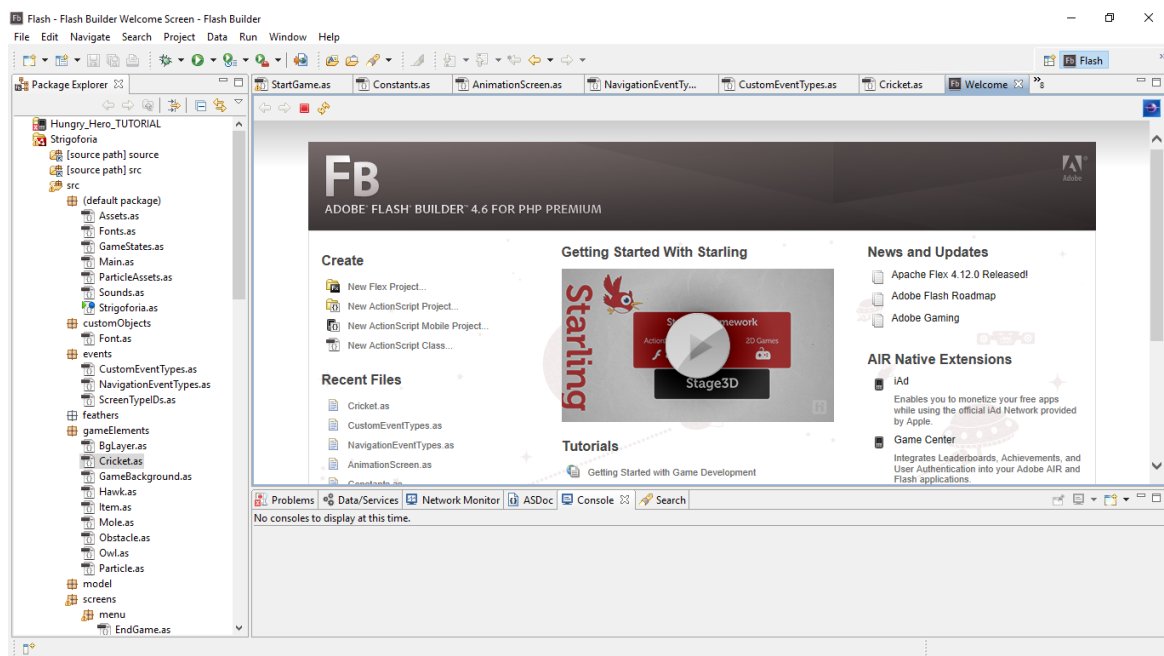 Flash - Flash Builder Welcome Screen - Flash Builder
File Edit Navigate Search Project Data Run Window Help
Flash
Package Explorer
StartGame.as Constants.as AnimationScreen.as NavigationEventTy... CustomEventTypes.as Cricket.as Welcome »8
Hungry_Hero_TUTORIAL
Strigoforia
[source path] source
[source path] src
src
(default package)
Assets.as
Fonts.as
GameStates.as
Main.as
ParticleAssets.as
Sounds.as
Strigoforia.as
customObjects
Font.as
events
CustomEventTypes.as
NavigationEventTypes.as
ScreenTypeIDs.as
feathers
gameElements
BgLayer.as
Cricket.as
GameBackground.as
Hawk.as
Item.as
Mole.as
Obstacle.as
Owl.as
Particle.as
model
screens
menu
EndGame.as
FB
Adobe
ADOBE® FLASH® BUILDER™ 4.6 FOR PHP PREMIUM
Create
New Flex Project...
New ActionScript Project...
New ActionScript Mobile Project...
New ActionScript Class...
Recent Files
Cricket.as
CustomEventTypes.as
NavigationEventTypes.as
AnimationScreen.as
Constants.as
Getting Started With Starling
Starling
Stage3D
2D Games
Tutorials
Getting Started with Game Development
News and Updates
Apache Flex 4.12.0 Released!
Adobe Flash Roadmap
Adobe Gaming
AIR Native Extensions
iAd
Enables you to monetize your free apps
while using the official iAd Network provided
by Apple.
Game Center
Integrates Leaderboards, Achievements, and
User Authentication into your Adobe AIR and
Flash applications.
Problems Data/Services Network Monitor ASDoc Console Search
No consoles to display at this time.